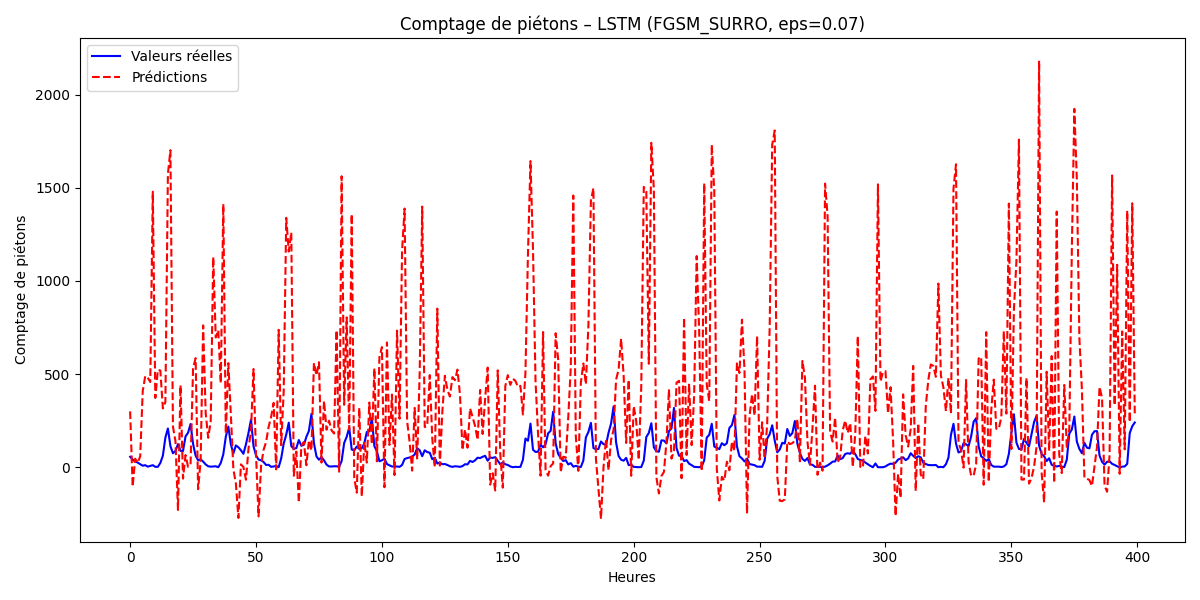 Comptage de piétons – LSTM (FGSM_SURRO, eps=0.07)
Valeurs réelles
Prédictions
Comptage de piétons
2000
1500
1000
500
0
0 50 100 150 200 250 300 350 400
Heures